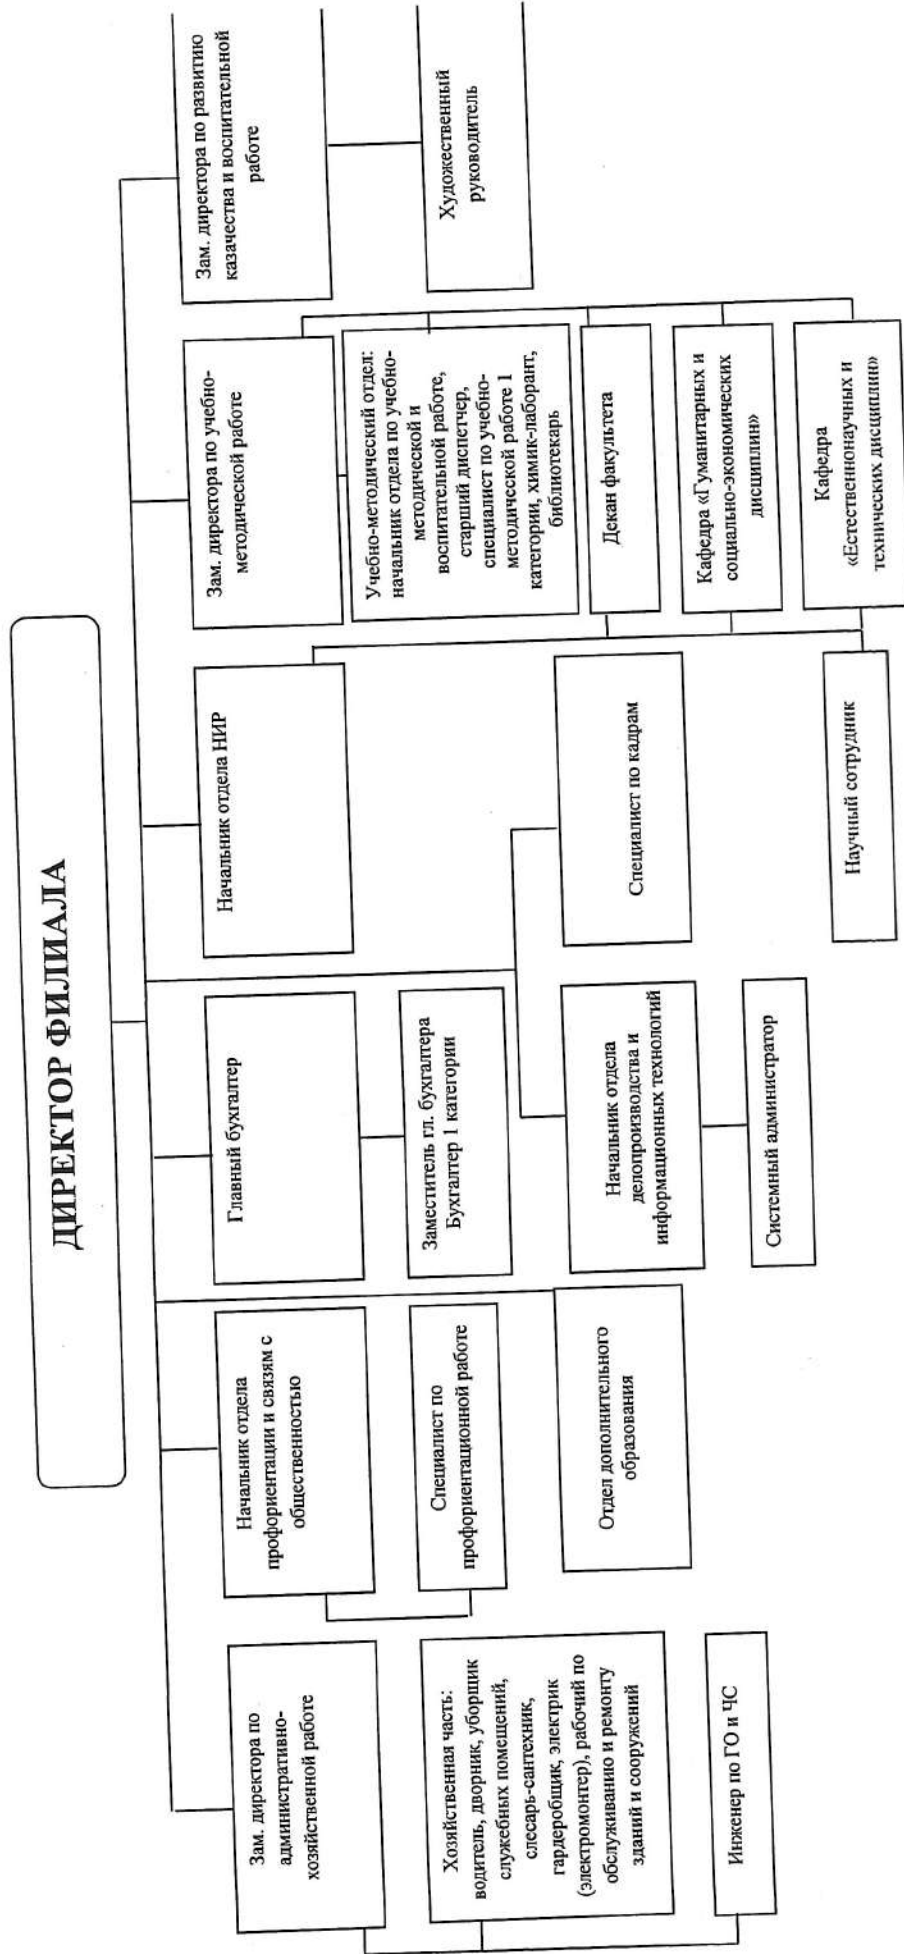 ДИРЕКТОР ФИЛИАЛА
Зам. директора по
административно-
хозяйственной работе
Начальник отдела
профориентации и связям с
общественностью
Главный бухгалтер
Начальник отдела НИР
Зам. директора по учебно-
методической работе
Зам. директора по развитию
казачества и воспитательной
работе
Хозяйственная часть:
водитель, дворник, уборщик
служебных помещений,
слесарь-сантехник,
гардеробщик, электрик
(электромонтер), рабочий по
обслуживанию и ремонту
зданий и сооружений
Специалист по
профориентационной работе
Заместитель гл. бухгалтера
Бухгалтер 1 категории
Учебно-методический отдел:
начальник отдела по учебно-
методической и
воспитательной работе,
старший диспетчер,
специалист по учебно-
методической работе 1
категории, химик-лаборант,
библиотекарь
Художественный
руководитель
Отдел дополнительного
образования
Начальник отдела
делопроизводства и
информационных технологий
Специалист по кадрам
Декан факультета
Кафедра «Гуманитарных и
социально-экономических
дисциплин»
Инженер по ГО и ЧС
Системный администратор
Научный сотрудник
Кафедра
«Естественнонаучных и
технических дисциплин»